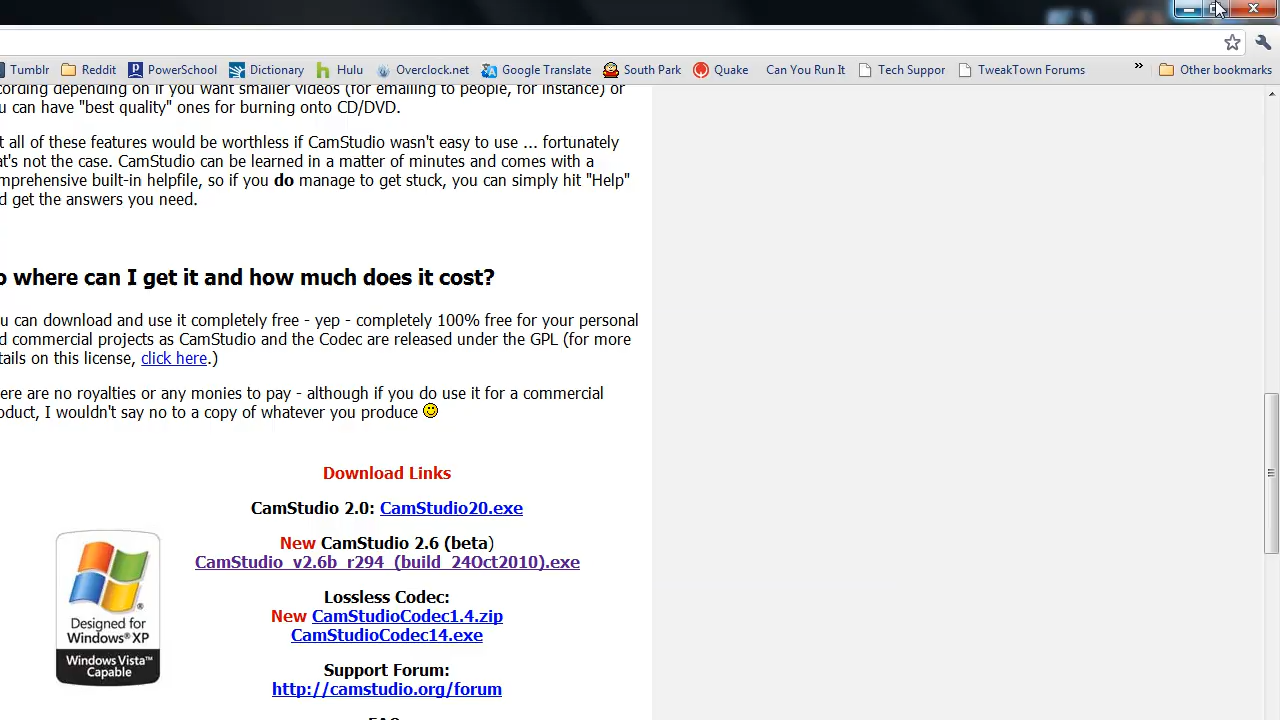 Tumblr Reddit PowerSchool Dictionary Hulu Overclock.net Google Translate South Park Quake Can You Run It Tech Suppor TweakTown Forums » Other bookmarks
cording depending on if you want smaller videos (for emailing to people, for instance) or
u can have "best quality" ones for burning onto CD/DVD.
t all of these features would be worthless if CamStudio wasn't easy to use ... fortunately
at's not the case. CamStudio can be learned in a matter of minutes and comes with a
mprehensive built-in helpfile, so if you do manage to get stuck, you can simply hit "Help"
d get the answers you need.
o where can I get it and how much does it cost?
u can download and use it completely free - yep - completely 100% free for your personal
d commercial projects as CamStudio and the Codec are released under the GPL (for more
tails on this license, click here.)
ere are no royalties or any monies to pay - although if you do use it for a commercial
oduct, I wouldn't say no to a copy of whatever you produce
Download Links
CamStudio 2.0: CamStudio20.exe
New CamStudio 2.6 (beta)
CamStudio_v2.6b_r294_(build_24Oct2010).exe
Lossless Codec:
New CamStudioCodec1.4.zip
CamStudioCodec14.exe
Support Forum:
http://camstudio.org/forum
Designed for
Windows® XP
Windows Vista™
Capable